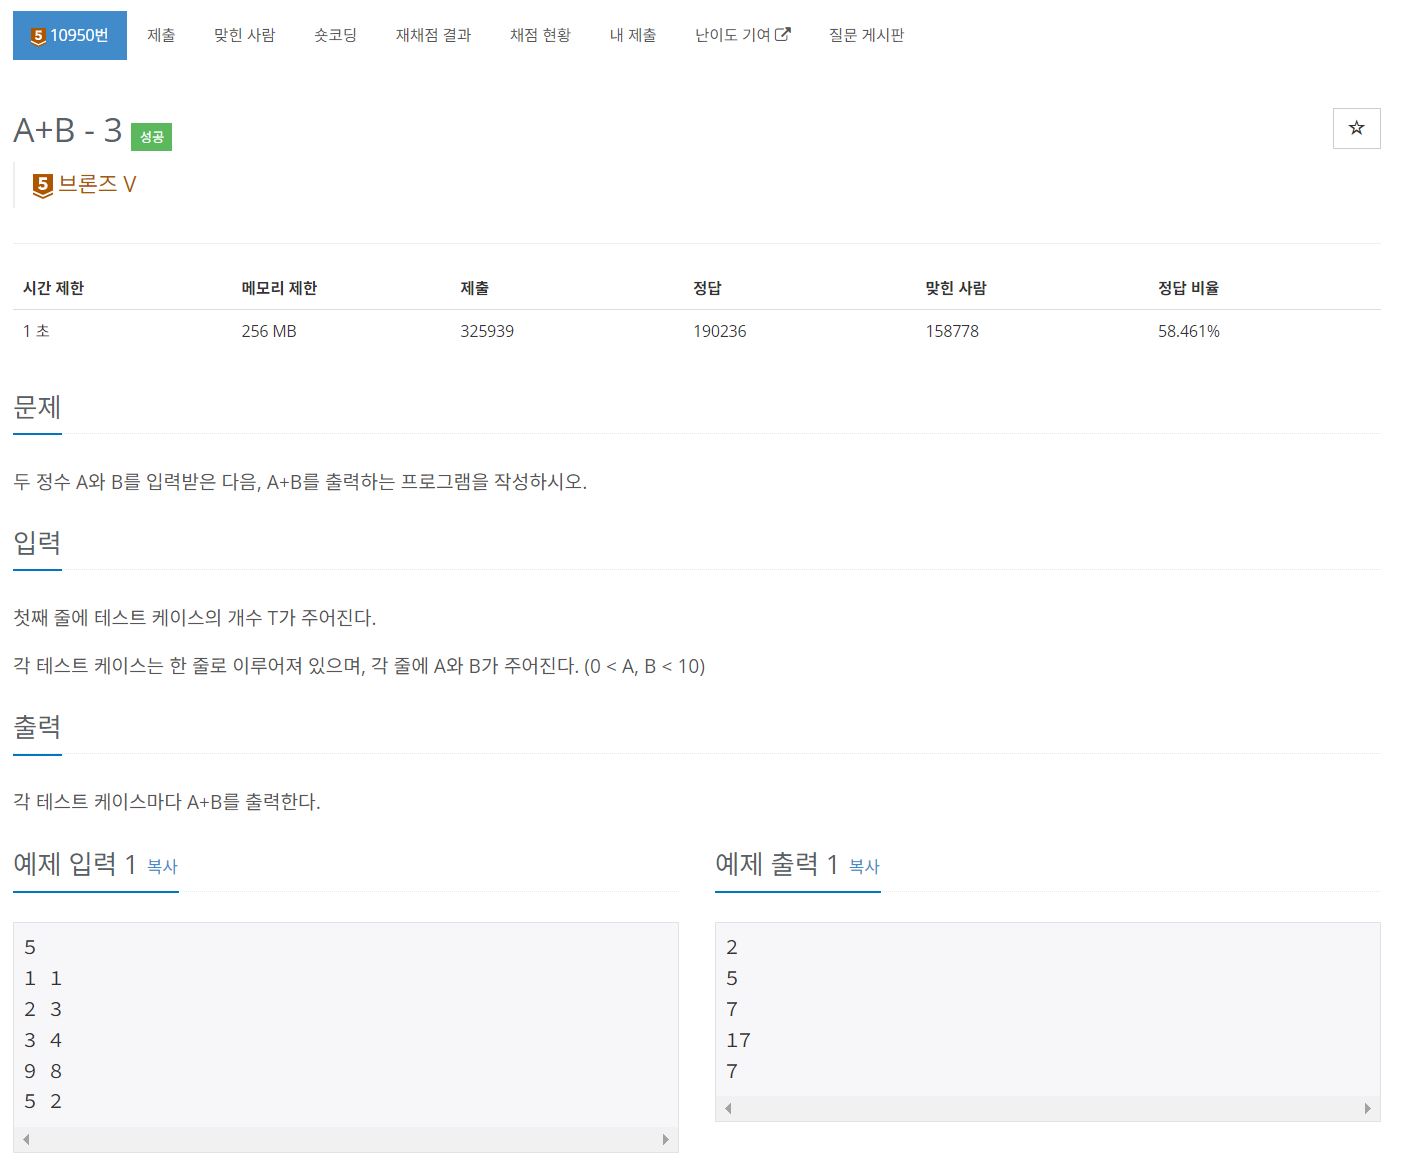 5 10950번 제출 맞힌 사람 숏코딩 재채점 결과 채점 현황 내 제출 난이도 기여 질문 게시판
A+B - 3 성공
5 브론즈 V
시간 제한 메모리 제한 제출 정답 맞힌 사람 정답 비율
1 초 256 MB 325939 190236 158778 58.461%
문제
두 정수 A와 B를 입력받은 다음, A+B를 출력하는 프로그램을 작성하시오.
입력
첫째 줄에 테스트 케이스의 개수 T가 주어진다.
각 테스트 케이스는 한 줄로 이루어져 있으며, 각 줄에 A와 B가 주어진다. (0 < A, B < 10)
출력
각 테스트 케이스마다 A+B를 출력한다.
예제 입력 1 복사
5
1 1
2 3
3 4
9 8
5 2
예제 출력 1 복사
2
5
7
17
7